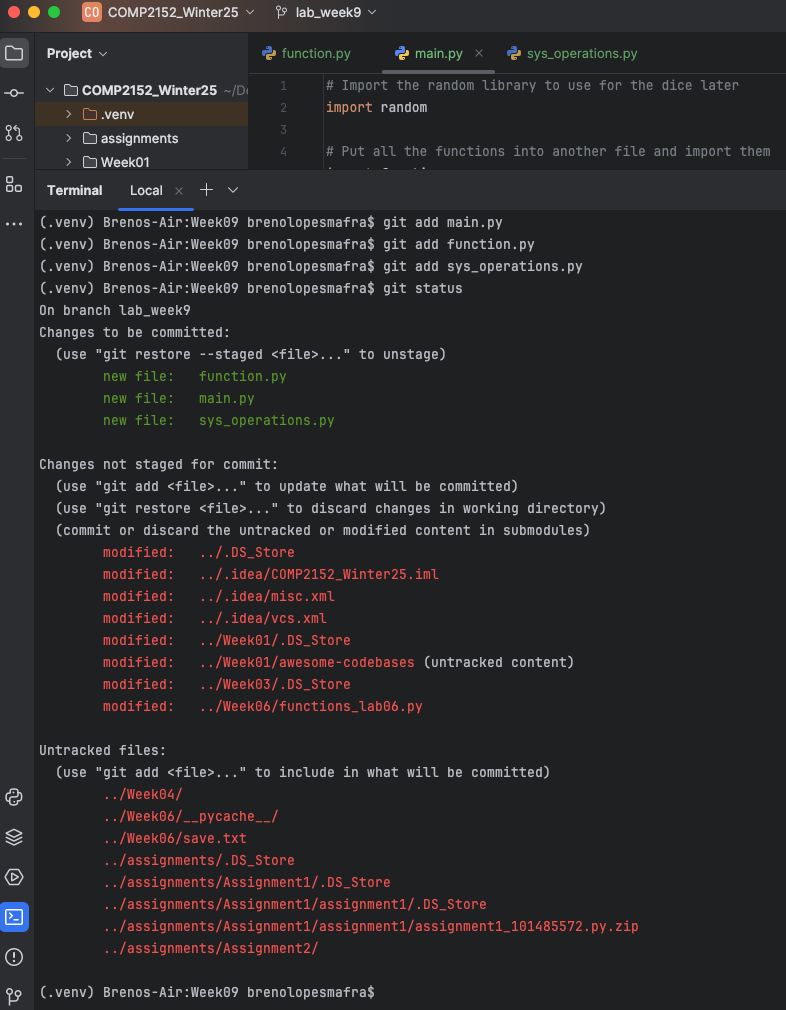 CO COMP2152_Winter25 lab_week9
Project
function.py main.py sys_operations.py
COMP2152_Winter25
.venv
assignments
Week01
1 # Import the random library to use for the dice later
2 import random
3
4 # Put all the functions into another file and import them
Terminal Local
(.venv) Brenos-Air:Week09 brenolopesmafra$ git add main.py
(.venv) Brenos-Air:Week09 brenolopesmafra$ git add function.py
(.venv) Brenos-Air:Week09 brenolopesmafra$ git add sys_operations.py
(.venv) Brenos-Air:Week09 brenolopesmafra$ git status
On branch lab_week9
Changes to be committed:
(use "git restore --staged <file>..." to unstage)
new file: function.py
new file: main.py
new file: sys_operations.py
Changes not staged for commit:
(use "git add <file>..." to update what will be committed)
(use "git restore <file>..." to discard changes in working directory)
(commit or discard the untracked or modified content in submodules)
modified: ../.DS_Store
modified: ../.idea/COMP2152_Winter25.iml
modified: ../.idea/misc.xml
modified: ../.idea/vcs.xml
modified: ../Week01/.DS_Store
modified: ../Week01/awesome-codebases (untracked content)
modified: ../Week03/.DS_Store
modified: ../Week06/functions_lab06.py
Untracked files:
(use "git add <file>..." to include in what will be committed)
../Week04/
../Week06/__pycache__/
../Week06/save.txt
../assignments/.DS_Store
../assignments/Assignment1/.DS_Store
../assignments/Assignment1/assignment1/.DS_Store
../assignments/Assignment1/assignment1/assignment1_101485572.py.zip
../assignments/Assignment2/
(.venv) Brenos-Air:Week09 brenolopesmafra$